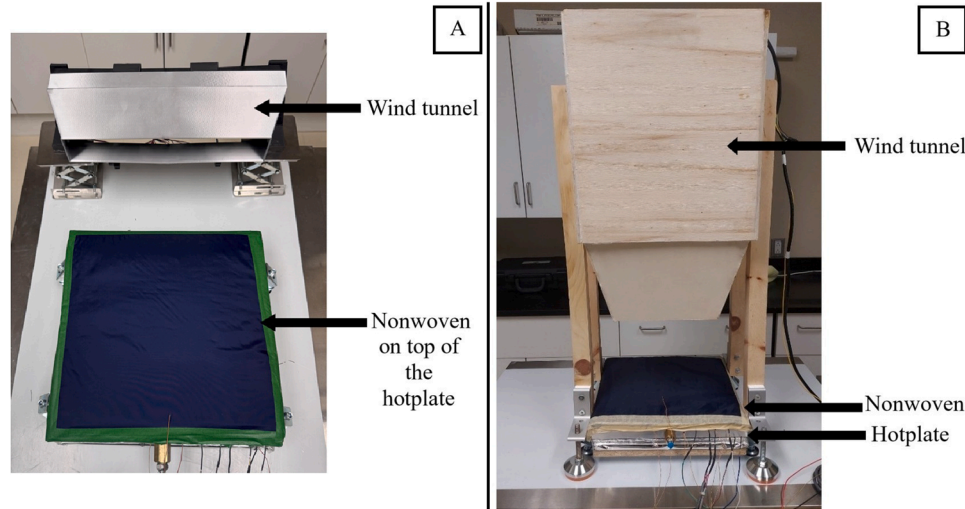 A
Wind tunnel
Nonwoven
on top of
the
hotplate
B
Wind tunnel
Nonwoven
Hotplate